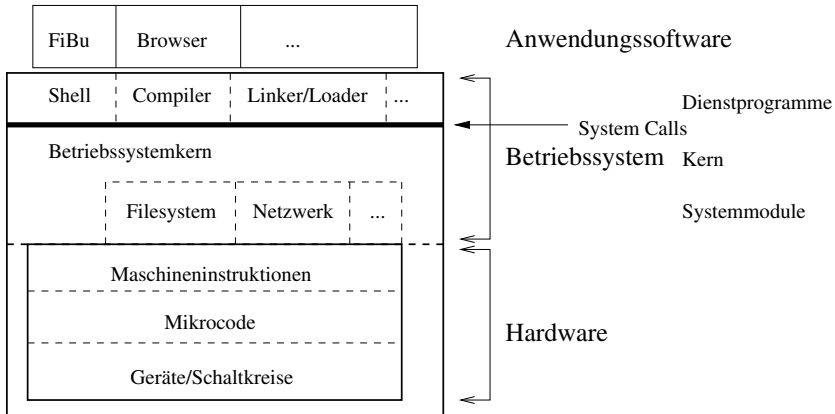 FiBu Browser ... Anwendungssoftware
Shell Compiler Linker/Loader ... Dienstprogramme
System Calls
Betriebssystemkern Betriebssystem Kern
Filesystem Netzwerk ... Systemmodule
Maschineninstruktionen
Mikrocode Hardware
Geräte/Schaltkreise